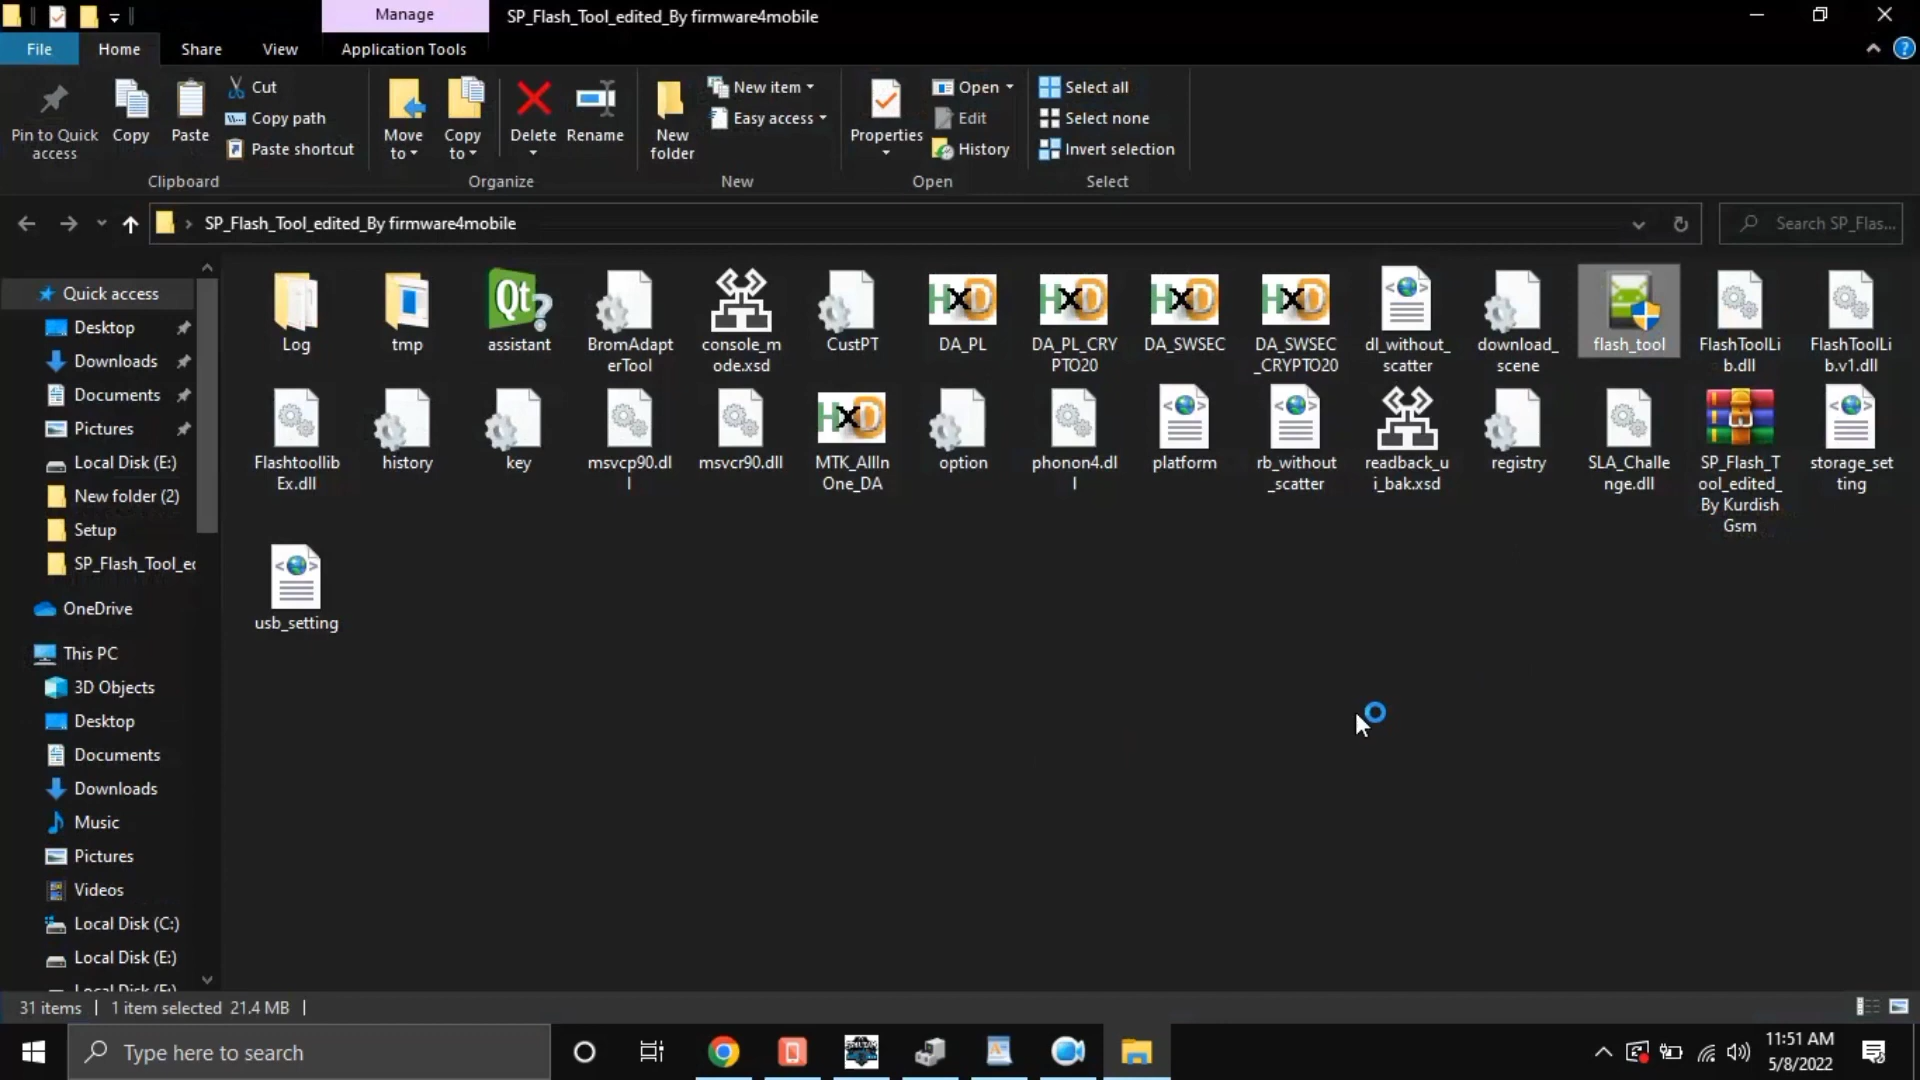 Manage
SP_Flash_Tool_edited_By firmware4mobile
File
Home
Share
View
Application Tools
Pin to Quick
access
Copy
Paste
Cut
Copy path
Paste shortcut
Clipboard
Move
to
Copy
to
Delete
Rename
Organize
New
folder
New item
Easy access
New
Properties
Open
Edit
History
Open
Select all
Select none
Invert selection
Select
SP_Flash_Tool_edited_By firmware4mobile
Search SP_Flas...
Quick access
Desktop
Downloads
Documents
Pictures
Local Disk (E:)
New folder (2)
Setup
SP_Flash_Tool_ec
OneDrive
This PC
3D Objects
Desktop
Documents
Downloads
Music
Pictures
Videos
Local Disk (C:)
Local Disk (E:)
Log
tmp
Qt?
assistant
BromAdap
terTool
console_m
ode.xsd
CustPT
HxD
DA_PL
HxD
DA_PL_CRY
PTO20
HxD
DA_SWSEC
HxD
DA_SWSEC
_CRYPTO20
dl_without_
scatter
download_
scene
flash_tool
FlashToolLi
b.dll
FlashToolLi
b.v1.dll
Flashtoollib
Ex.dll
history
key
msvcp90.dl
l
msvcr90.dll
HxD
MTK_AllIn
One_DA
option
phonon4.dl
l
platform
rb_without
_scatter
readback_u
i_bak.xsd
registry
SLA_Challe
nge.dll
SP_Flash_T
ool_edited_
By Kurdish
Gsm
storage_set
ting
usb_setting
31 items
1 item selected 21.4 MB
Type here to search
11:51 AM
5/8/2022